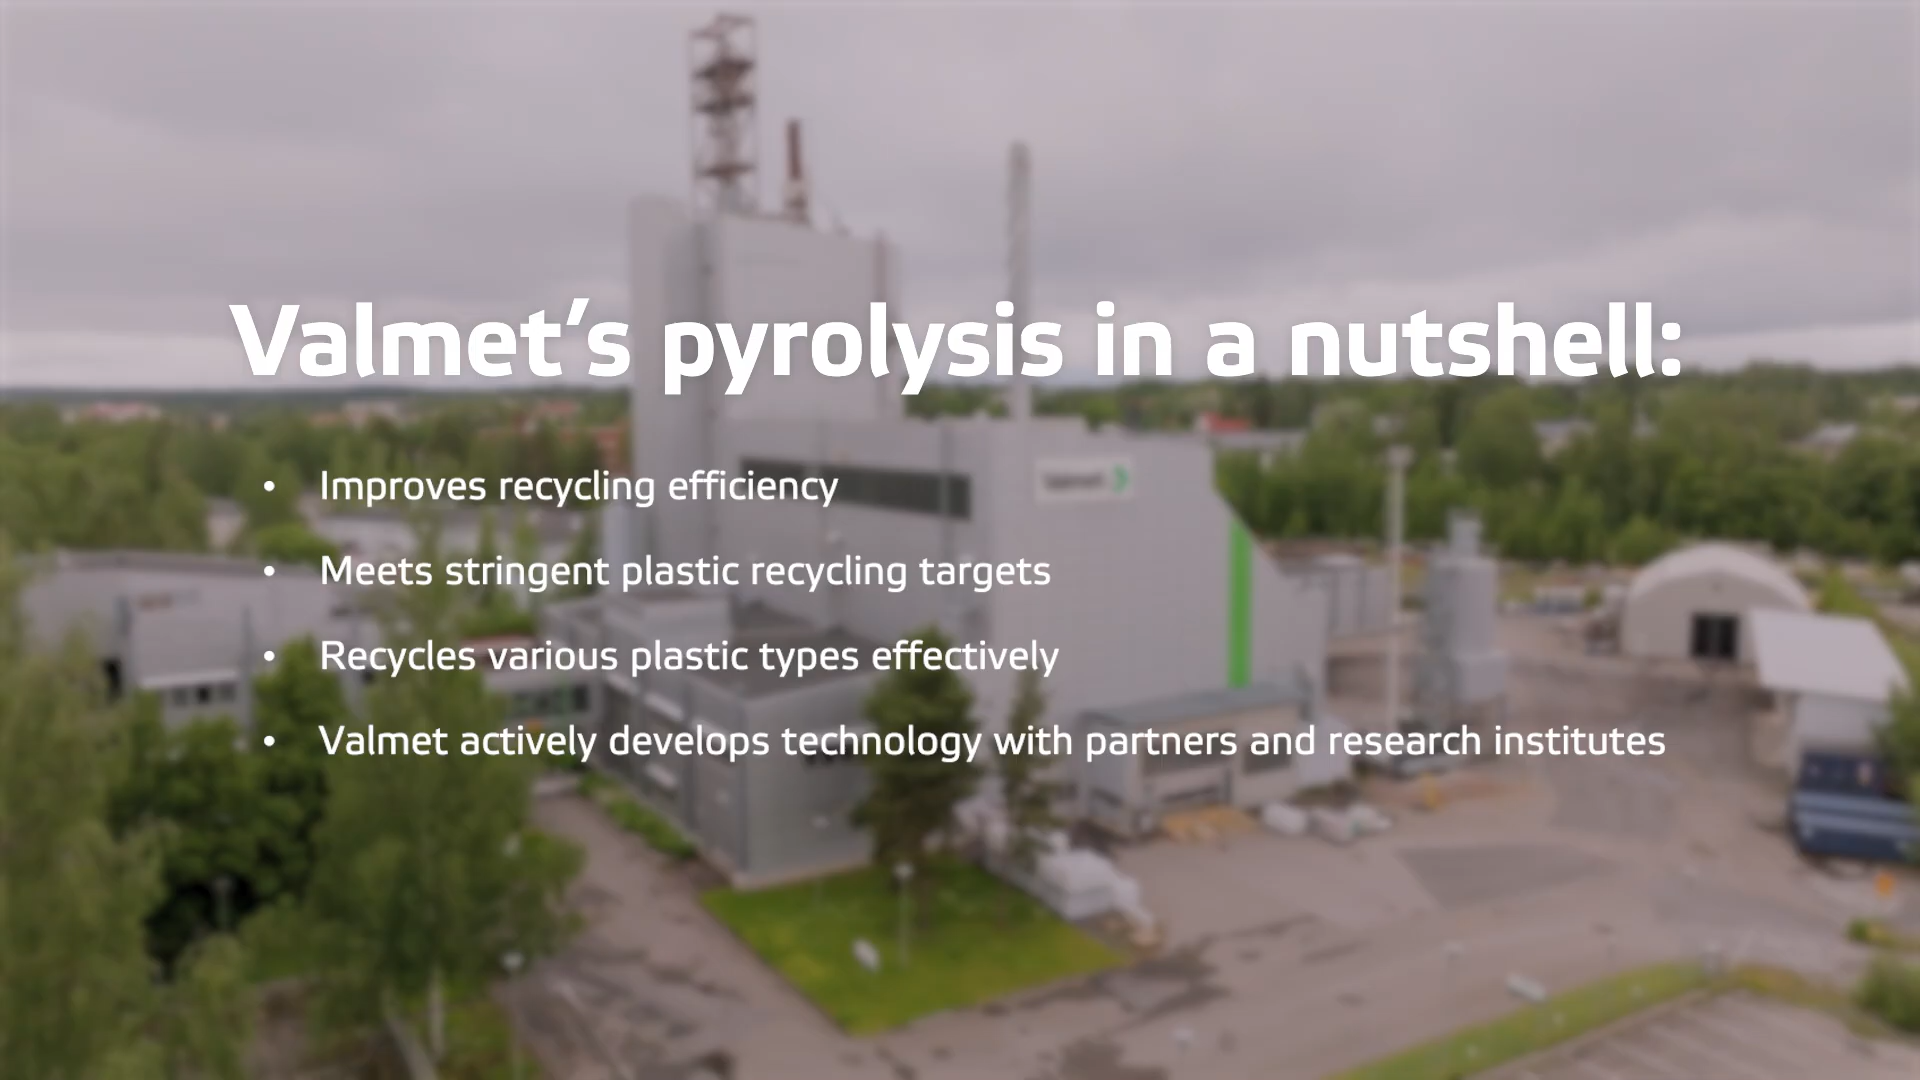 Valmet’s pyrolysis in a nutshell:
• Improves recycling efficiency
• Meets stringent plastic recycling targets
• Recycles various plastic types effectively
• Valmet actively develops technology with partners and research institutes
Valmet